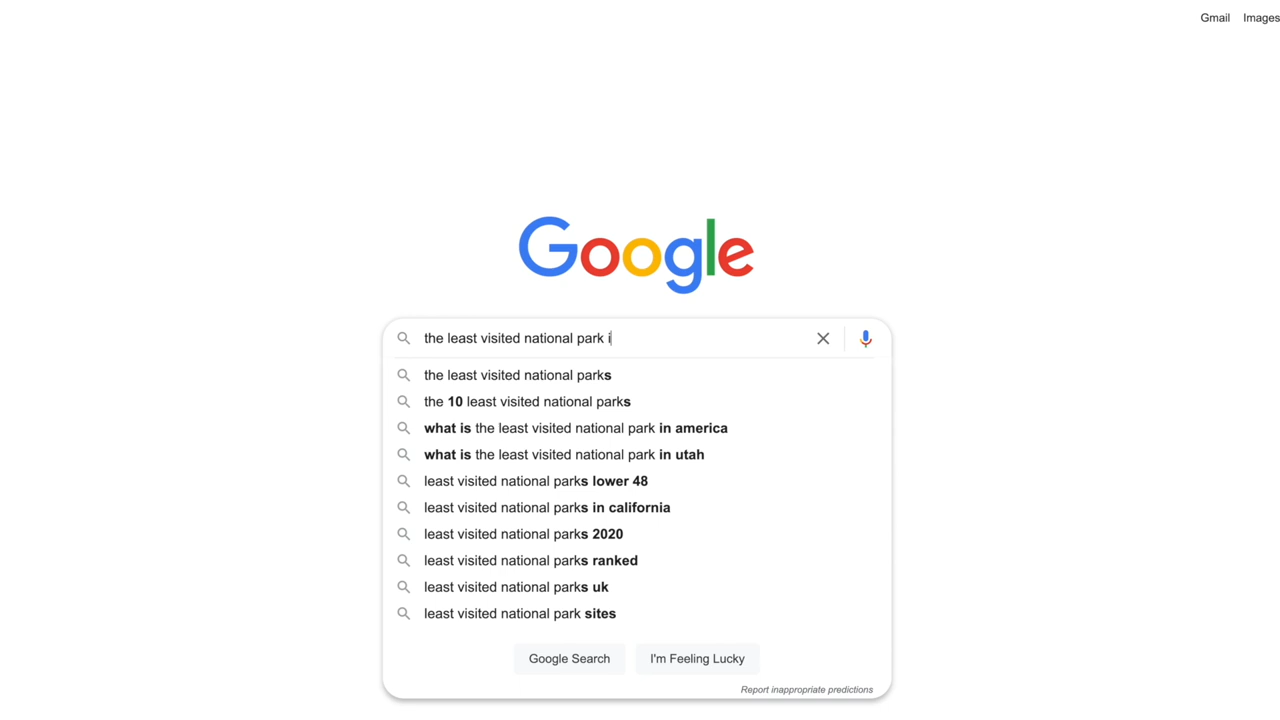 Gmail Images
Google
the least visited national park i
the least visited national parks
the 10 least visited national parks
what is the least visited national park in america
what is the least visited national park in utah
least visited national parks lower 48
least visited national parks in california
least visited national parks 2020
least visited national parks ranked
least visited national parks uk
least visited national park sites
Google Search I'm Feeling Lucky
Report inappropriate predictions